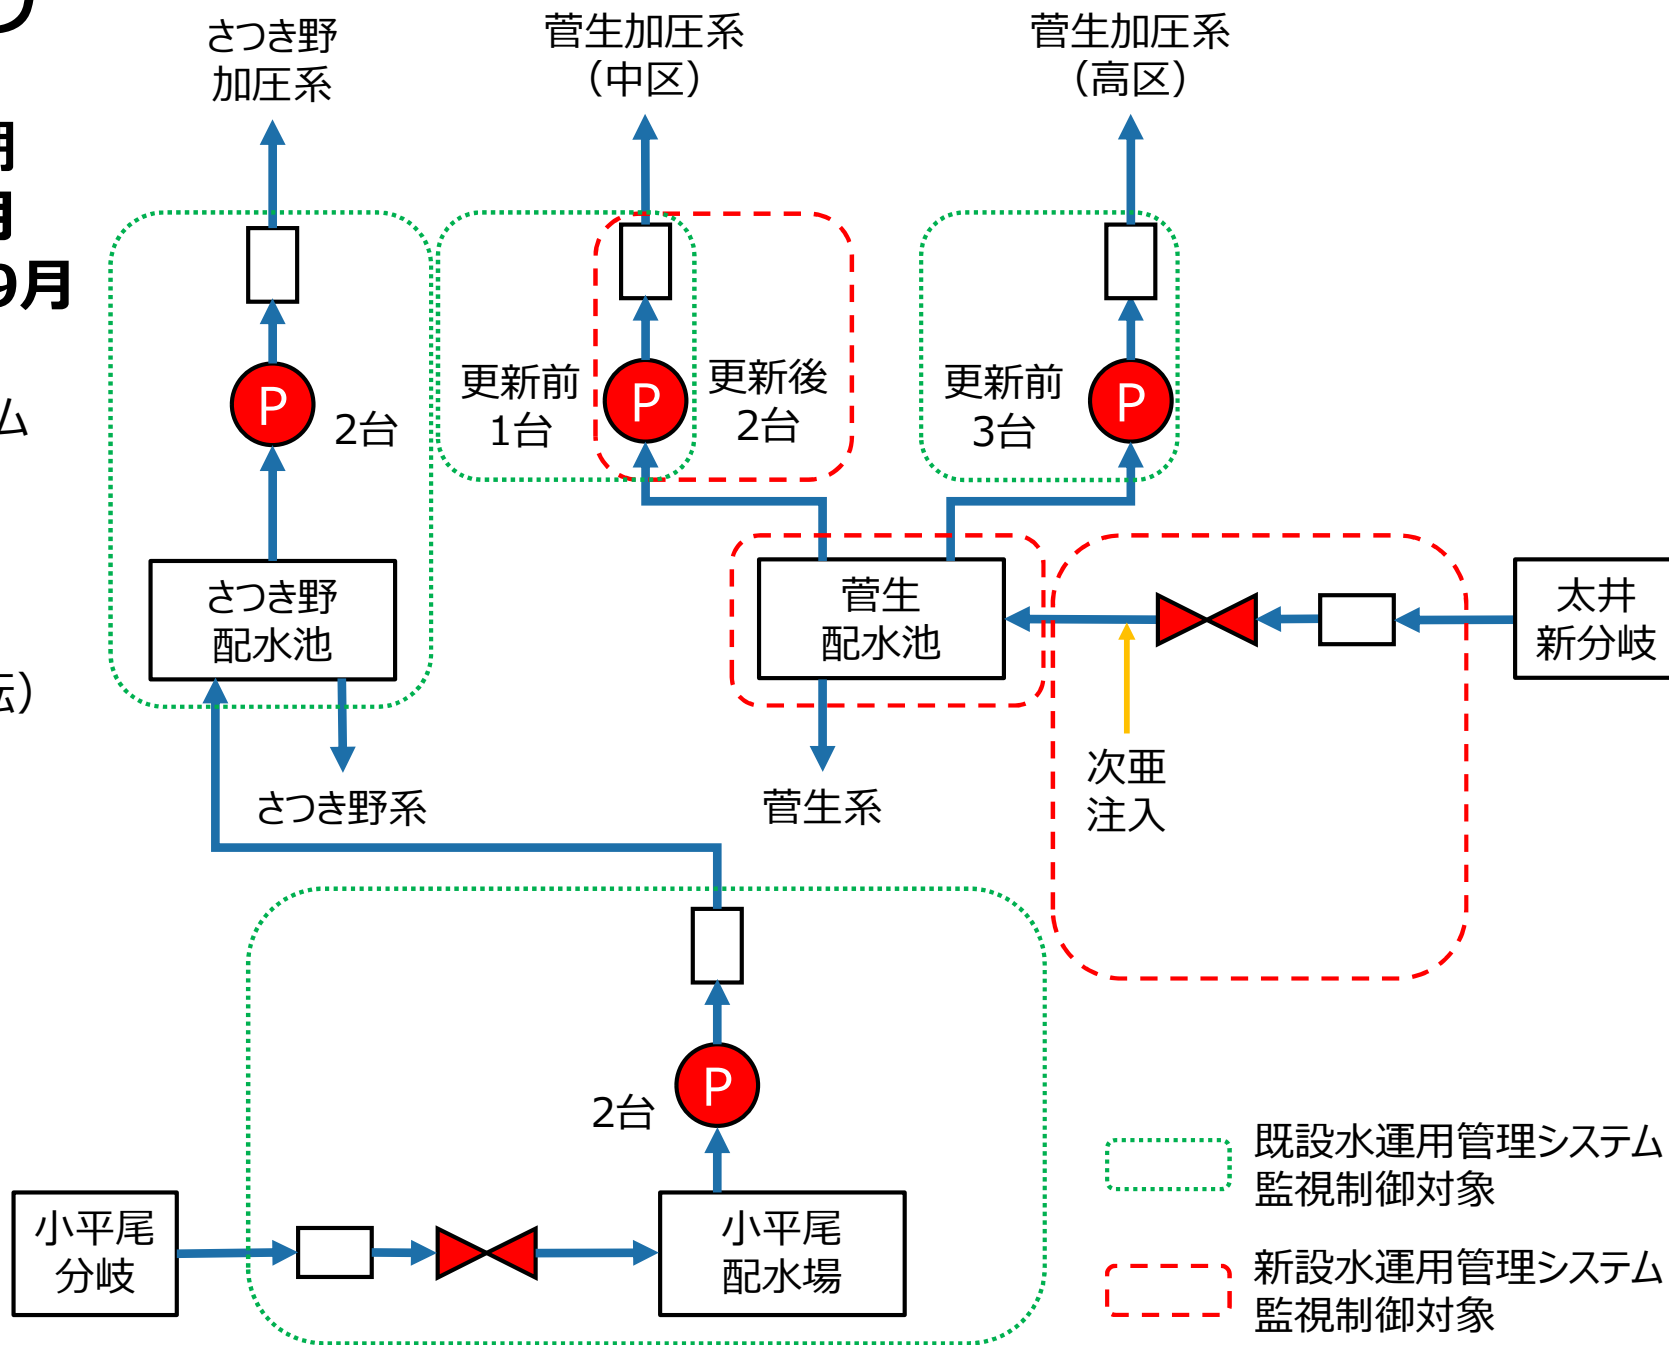 さつき野
加圧系
菅生加圧系
（中区）
菅生加圧系
（高区）
月
9月
P
2台
更新前
1台
P
更新後
2台
更新前
3台
P
ム
さつき野
配水池
菅生
配水池
太井
新分岐
転）
さつき野系
菅生系
次亜
注入
P
2台
小平尾
分岐
小平尾
配水場
既設水運用管理システム
監視制御対象
新設水運用管理システム
監視制御対象